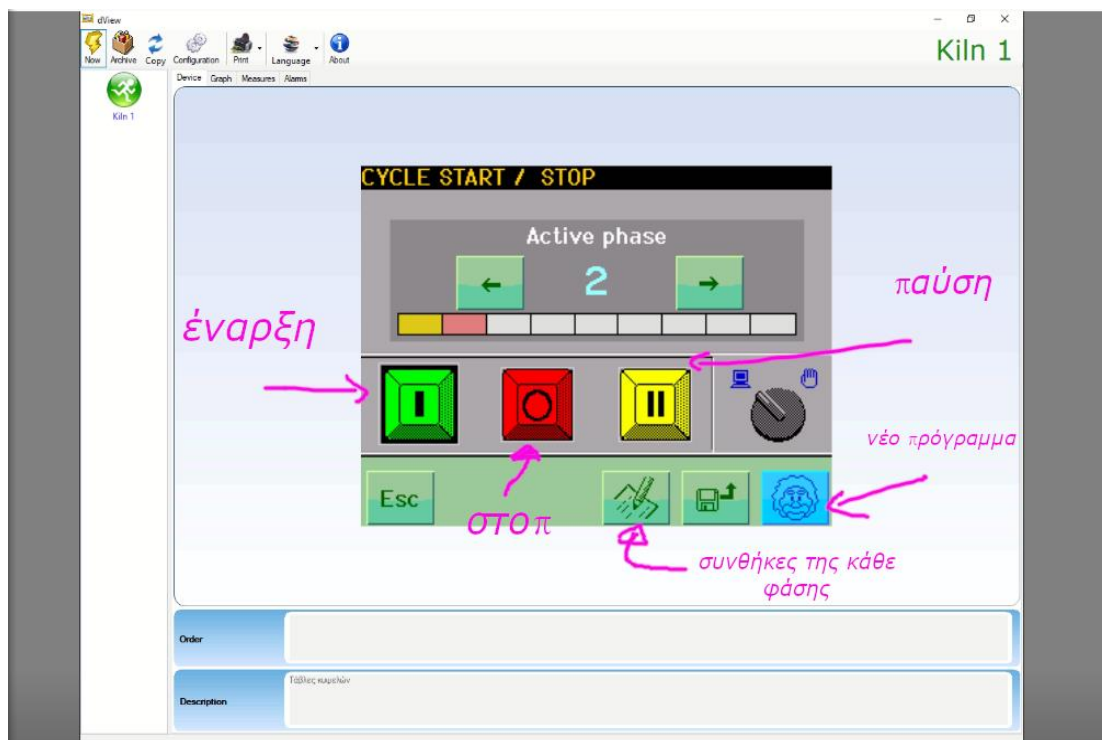 dView
Now Archive Copy Configuration Print Language About
Kiln 1
Device Graph Measures Alarms
Kiln 1
CYCLE START / STOP
Active phase
2
παύση
έναρξη
νέο πρόγραμμα
Esc
στοπ
συνθήκες της κάθε
φάσης
Order
Τάβλες καρελιών
Description